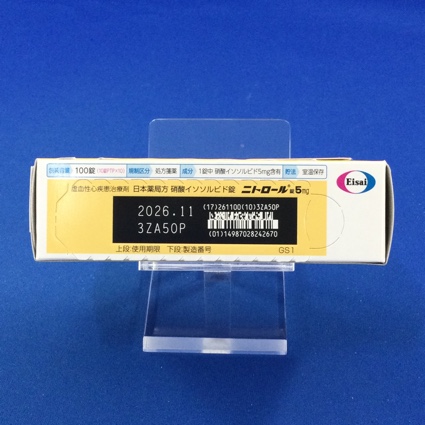 包装容量 100錠 規制区分 処方箋薬 成分 1錠中 硝酸イソソルビド5mg含有 貯法 室温保存
Eisai
虚血性心疾患治療剤 日本薬局方 硝酸イソソルビド錠 ニトロール®錠5mg
2026.11
3ZA50P
(17)261100(10)3ZA50P
(01)14987028242670
上段:使用期限 下段:製造番号
GS1